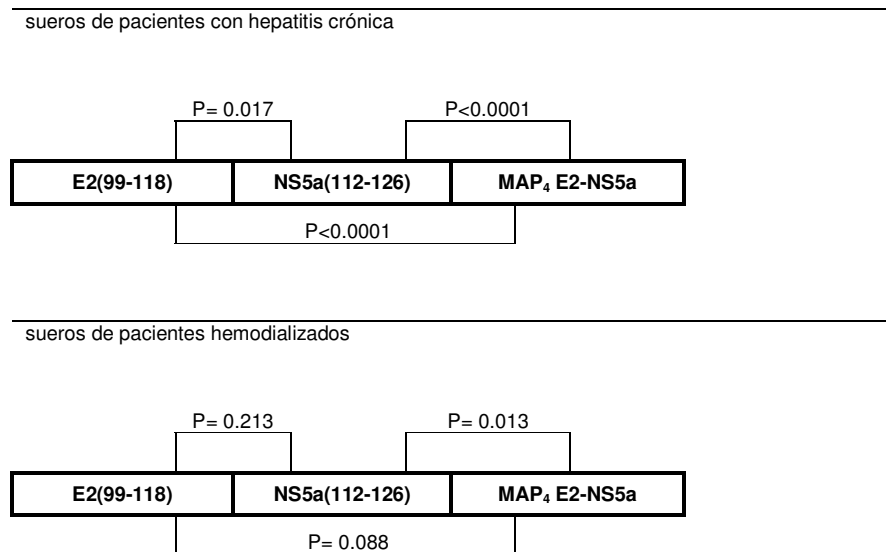 sueros de pacientes con hepatitis crónica
P= 0.017 P<0.0001
E2(99-118) NS5a(112-126) MAP₄ E2-NS5a
P<0.0001
sueros de pacientes hemodializados
P= 0.213 P= 0.013
E2(99-118) NS5a(112-126) MAP₄ E2-NS5a
P= 0.088